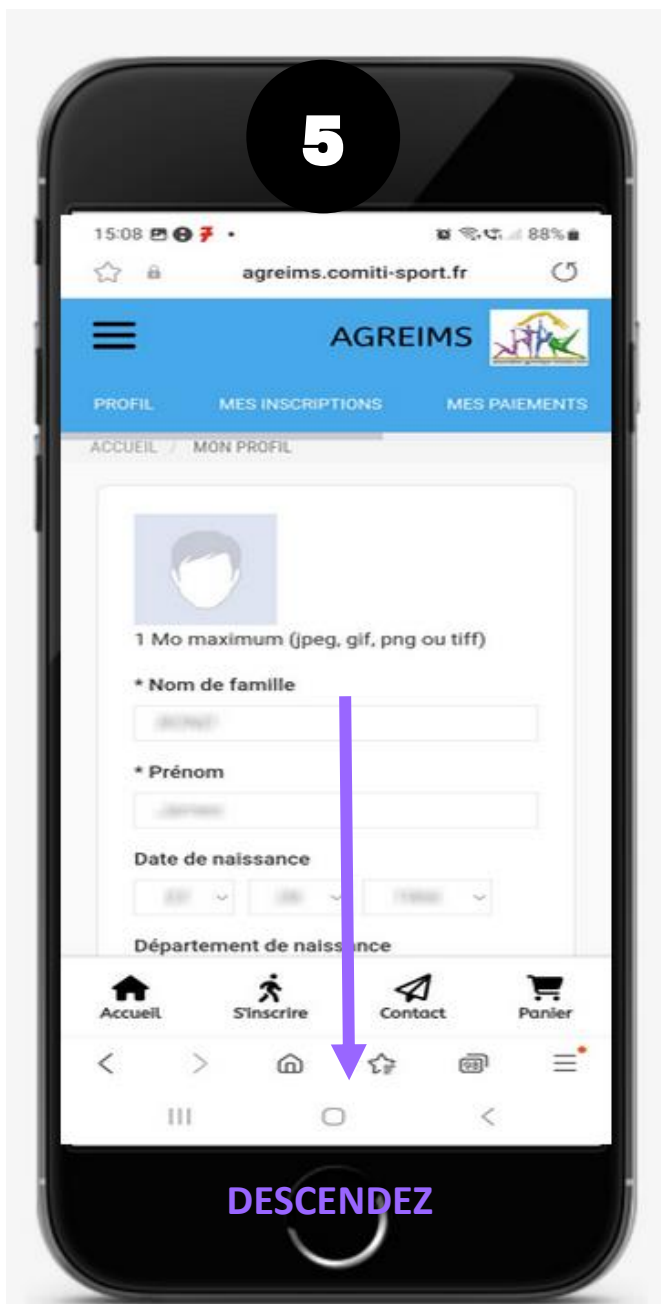 5
15:08
88%
agreims.comiti-sport.fr
AGREIMS
PROFIL MES INSCRIPTIONS MES PAIEMENTS
ACCUEIL / MON PROFIL
1 Mo maximum (jpeg, gif, png ou tiff)
* Nom de famille
* Prénom
Date de naissance
Département de naissance
Accueil S'inscrire Contact Panier
98
DESCENDEZ